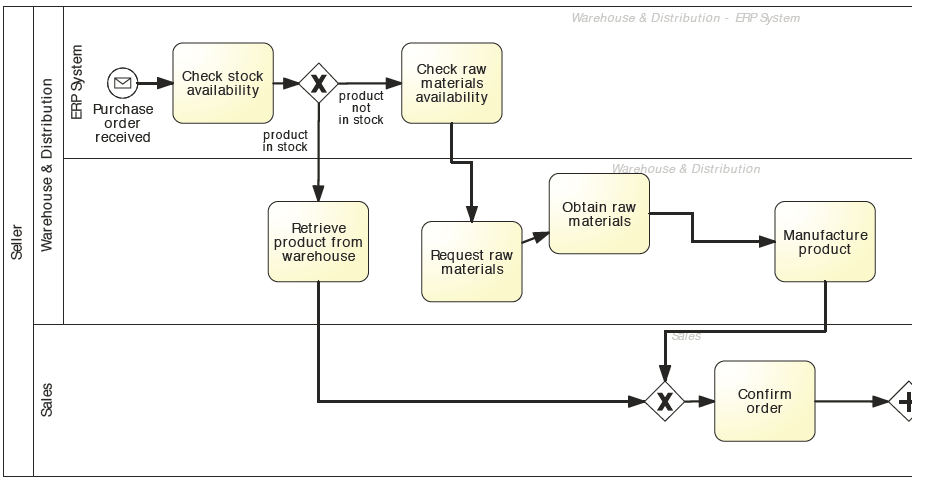 Warehouse & Distribution - ERP System
ERP System
Purchase
order
received
Check stock
availability
product
not
in stock
product
in stock
Check raw
materials
availability
Seller
Warehouse & Distribution
Warehouse & Distribution
Retrieve
product from
warehouse
Request raw
materials
Obtain raw
materials
Manufacture
product
Sales
Sales
Confirm
order